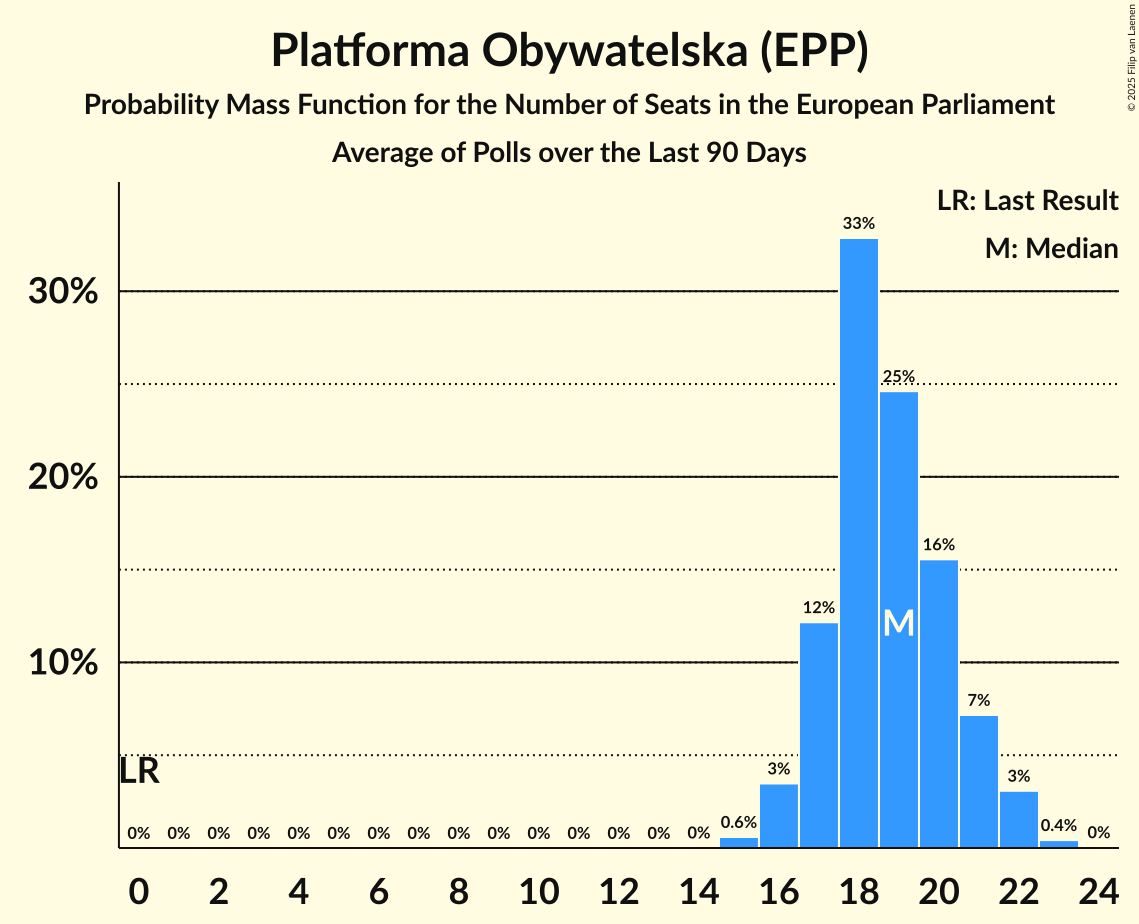 Platforma Obywatelska (EPP)
Probability Mass Function for the Number of Seats in the European Parliament
Average of Polls over the Last 90 Days
© 2025 Filip van Laenen
LR: Last Result
M: Median
30%
20%
10%
33%
25%
16%
12%
7%
3%
3%
0.6%
0.4%
0%
M
LR
0% 0% 0% 0% 0% 0% 0% 0% 0% 0% 0% 0% 0% 0% 0%
0 2 4 6 8 10 12 14 16 18 20 22 24